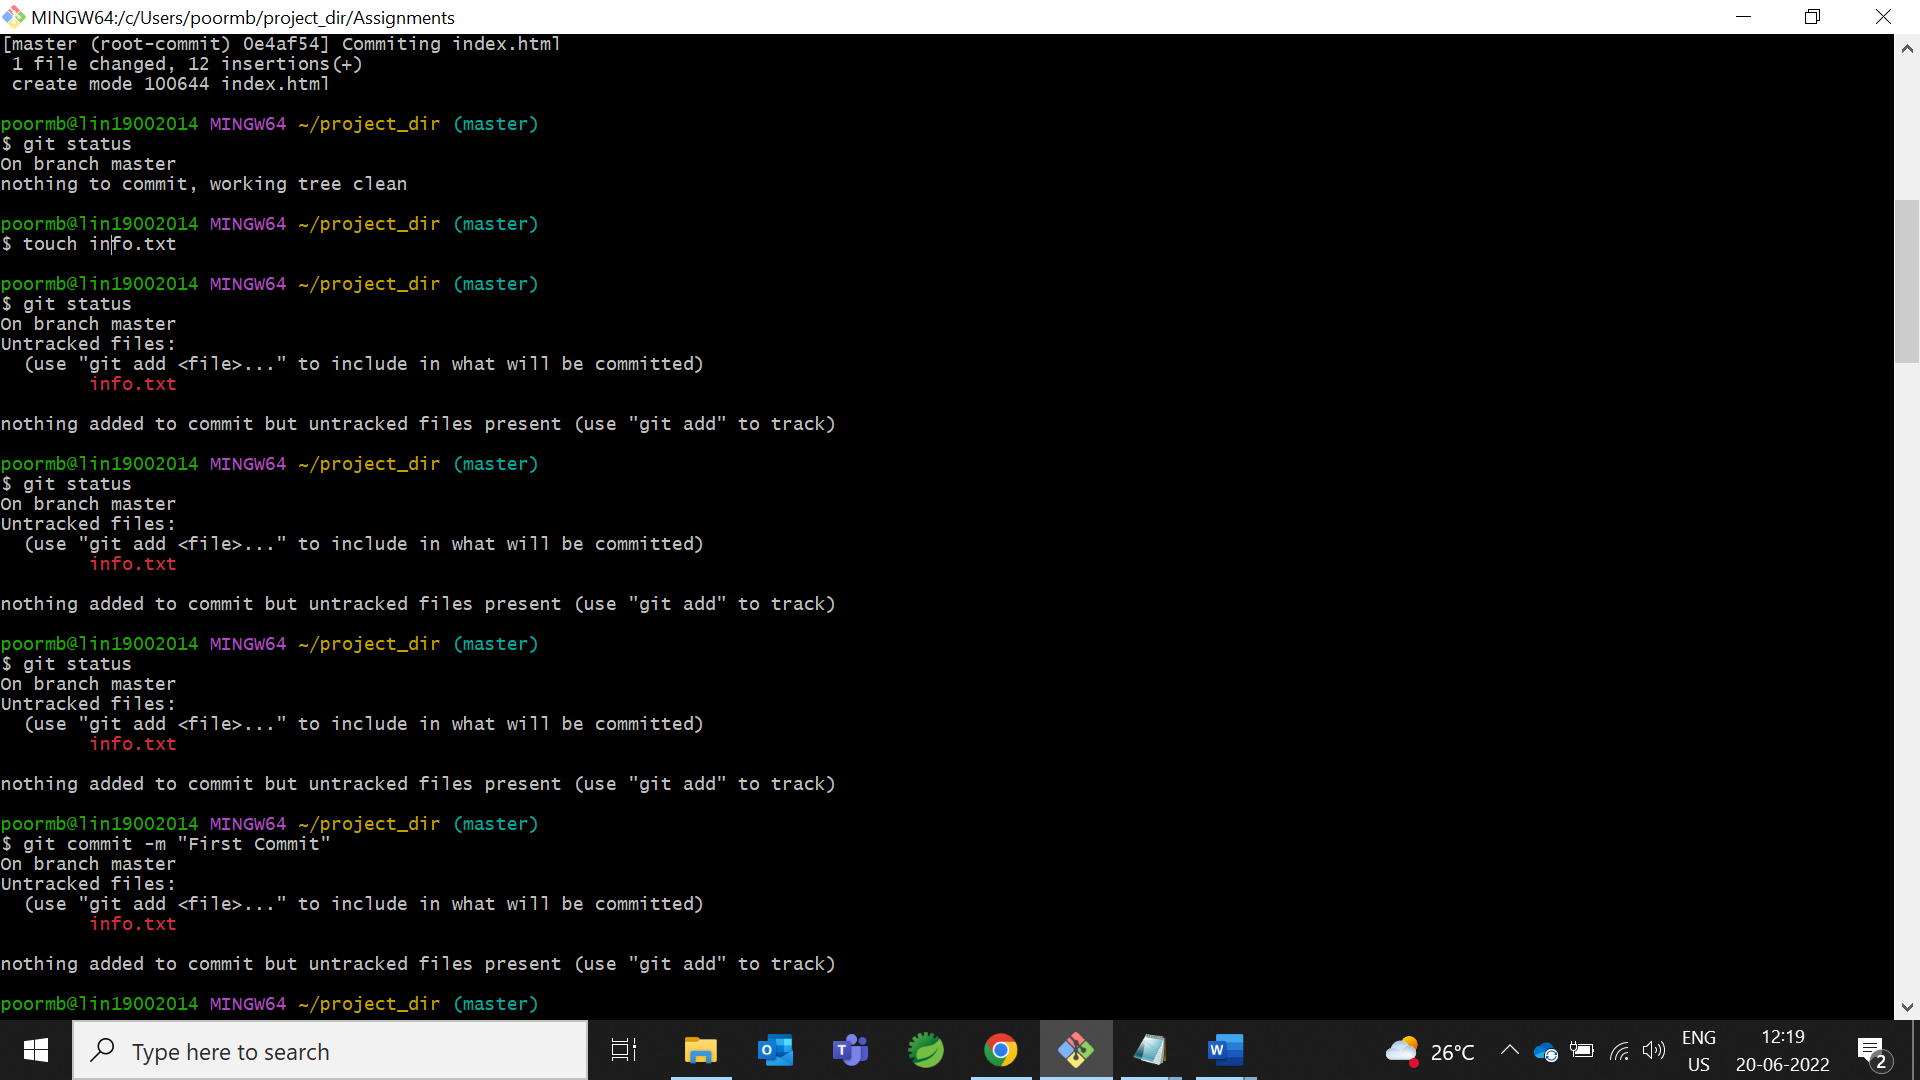 MINGW64:/c/Users/poormb/project_dir/Assignments
[master (root-commit) 0e4af54] Commiting index.html
1 file changed, 12 insertions(+)
create mode 100644 index.html
poormb@lin19002014 MINGW64 ~/project_dir (master)
$ git status
On branch master
nothing to commit, working tree clean
poormb@lin19002014 MINGW64 ~/project_dir (master)
$ touch info.txt
poormb@lin19002014 MINGW64 ~/project_dir (master)
$ git status
On branch master
Untracked files:
(use "git add <file>..." to include in what will be committed)
info.txt
nothing added to commit but untracked files present (use "git add" to track)
poormb@lin19002014 MINGW64 ~/project_dir (master)
$ git status
On branch master
Untracked files:
(use "git add <file>..." to include in what will be committed)
info.txt
nothing added to commit but untracked files present (use "git add" to track)
poormb@lin19002014 MINGW64 ~/project_dir (master)
$ git status
On branch master
Untracked files:
(use "git add <file>..." to include in what will be committed)
info.txt
nothing added to commit but untracked files present (use "git add" to track)
poormb@lin19002014 MINGW64 ~/project_dir (master)
$ git commit -m "First Commit"
On branch master
Untracked files:
(use "git add <file>..." to include in what will be committed)
info.txt
nothing added to commit but untracked files present (use "git add" to track)
poormb@lin19002014 MINGW64 ~/project_dir (master)
Type here to search
26°C
ENG
US
12:19
20-06-2022
2